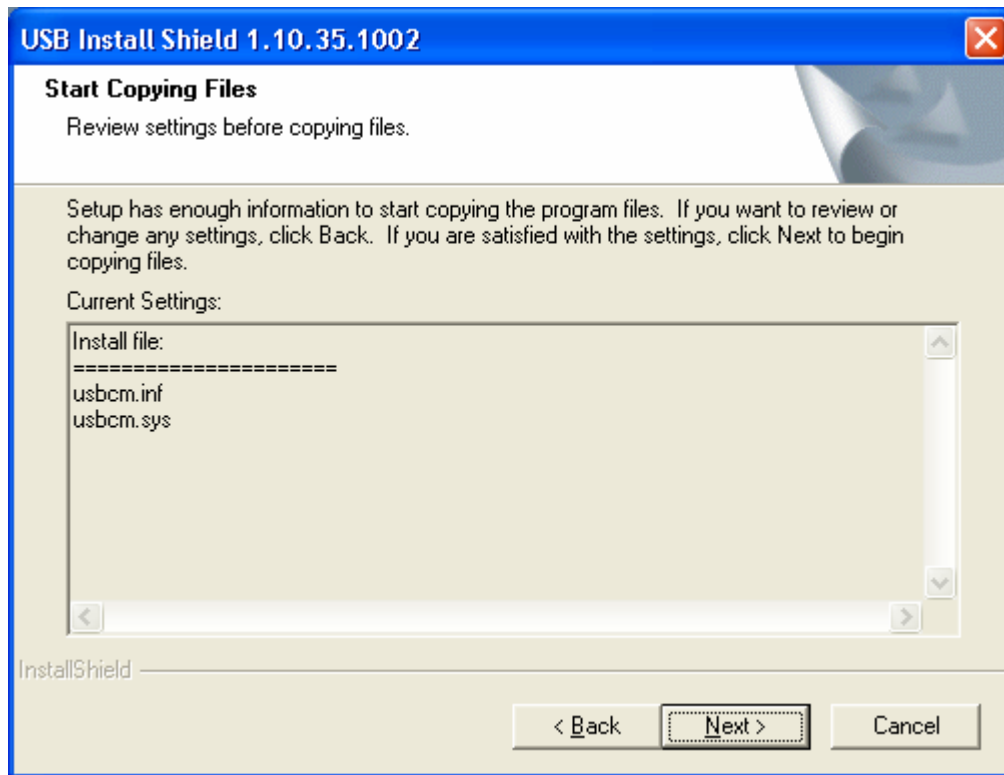 USB Install Shield 1.10.35.1002
Start Copying Files
Review settings before copying files.
Setup has enough information to start copying the program files. If you want to review or
change any settings, click Back. If you are satisfied with the settings, click Next to begin
copying files.
Current Settings:
Install file:
======================
usbcm.inf
usbcm.sys
InstallShield
< Back
Next >
Cancel